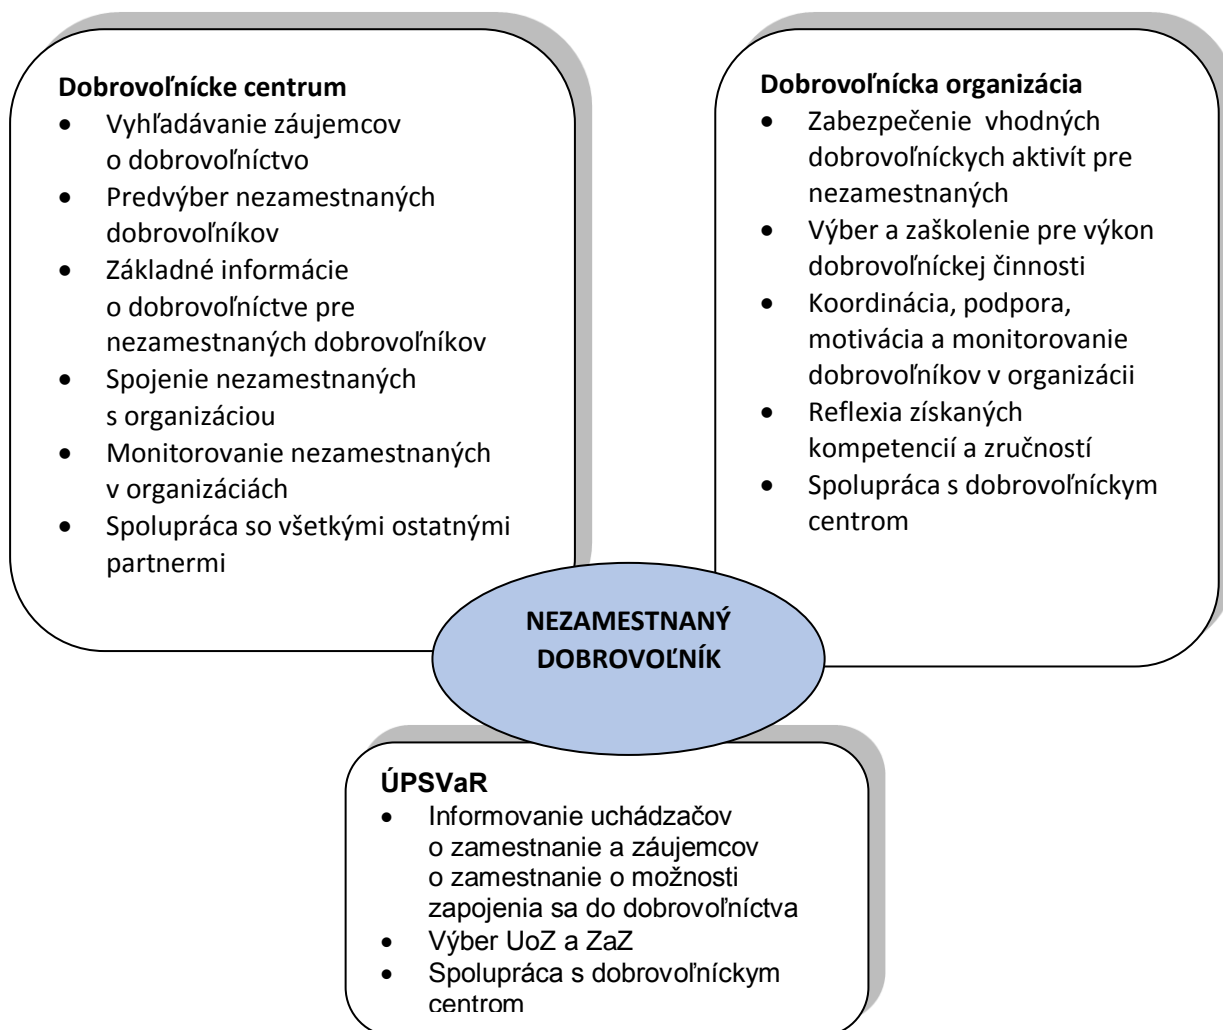 Dobrovoľnícke centrum
• Vyhľadávanie záujemcov
o dobrovoľníctvo
• Predvýber nezamestnaných
dobrovoľníkov
• Základné informácie
o dobrovoľníctve pre
nezamestnaných dobrovoľníkov
• Spojenie nezamestnaných
s organizáciou
• Monitorovanie nezamestnaných
v organizáciách
• Spolupráca so všetkými ostatnými
partnermi
Dobrovoľnícka organizácia
• Zabezpečenie vhodných
dobrovoľníckych aktivít pre
nezamestnaných
• Výber a zaškolenie pre výkon
dobrovoľníckej činnosti
• Koordinácia, podpora,
motivácia a monitorovanie
dobrovoľníkov v organizácii
• Reflexia získaných
kompetencií a zručností
• Spolupráca s dobrovoľníckym
centrom
NEZAMESTNANÝ
DOBROVOĽNÍK
ÚPSVaR
• Informovanie uchádzačov
o zamestnanie a záujemcov
o zamestnanie o možnosti
zapojenia sa do dobrovoľníctva
• Výber UoZ a ZaZ
• Spolupráca s dobrovoľníckym
centrom